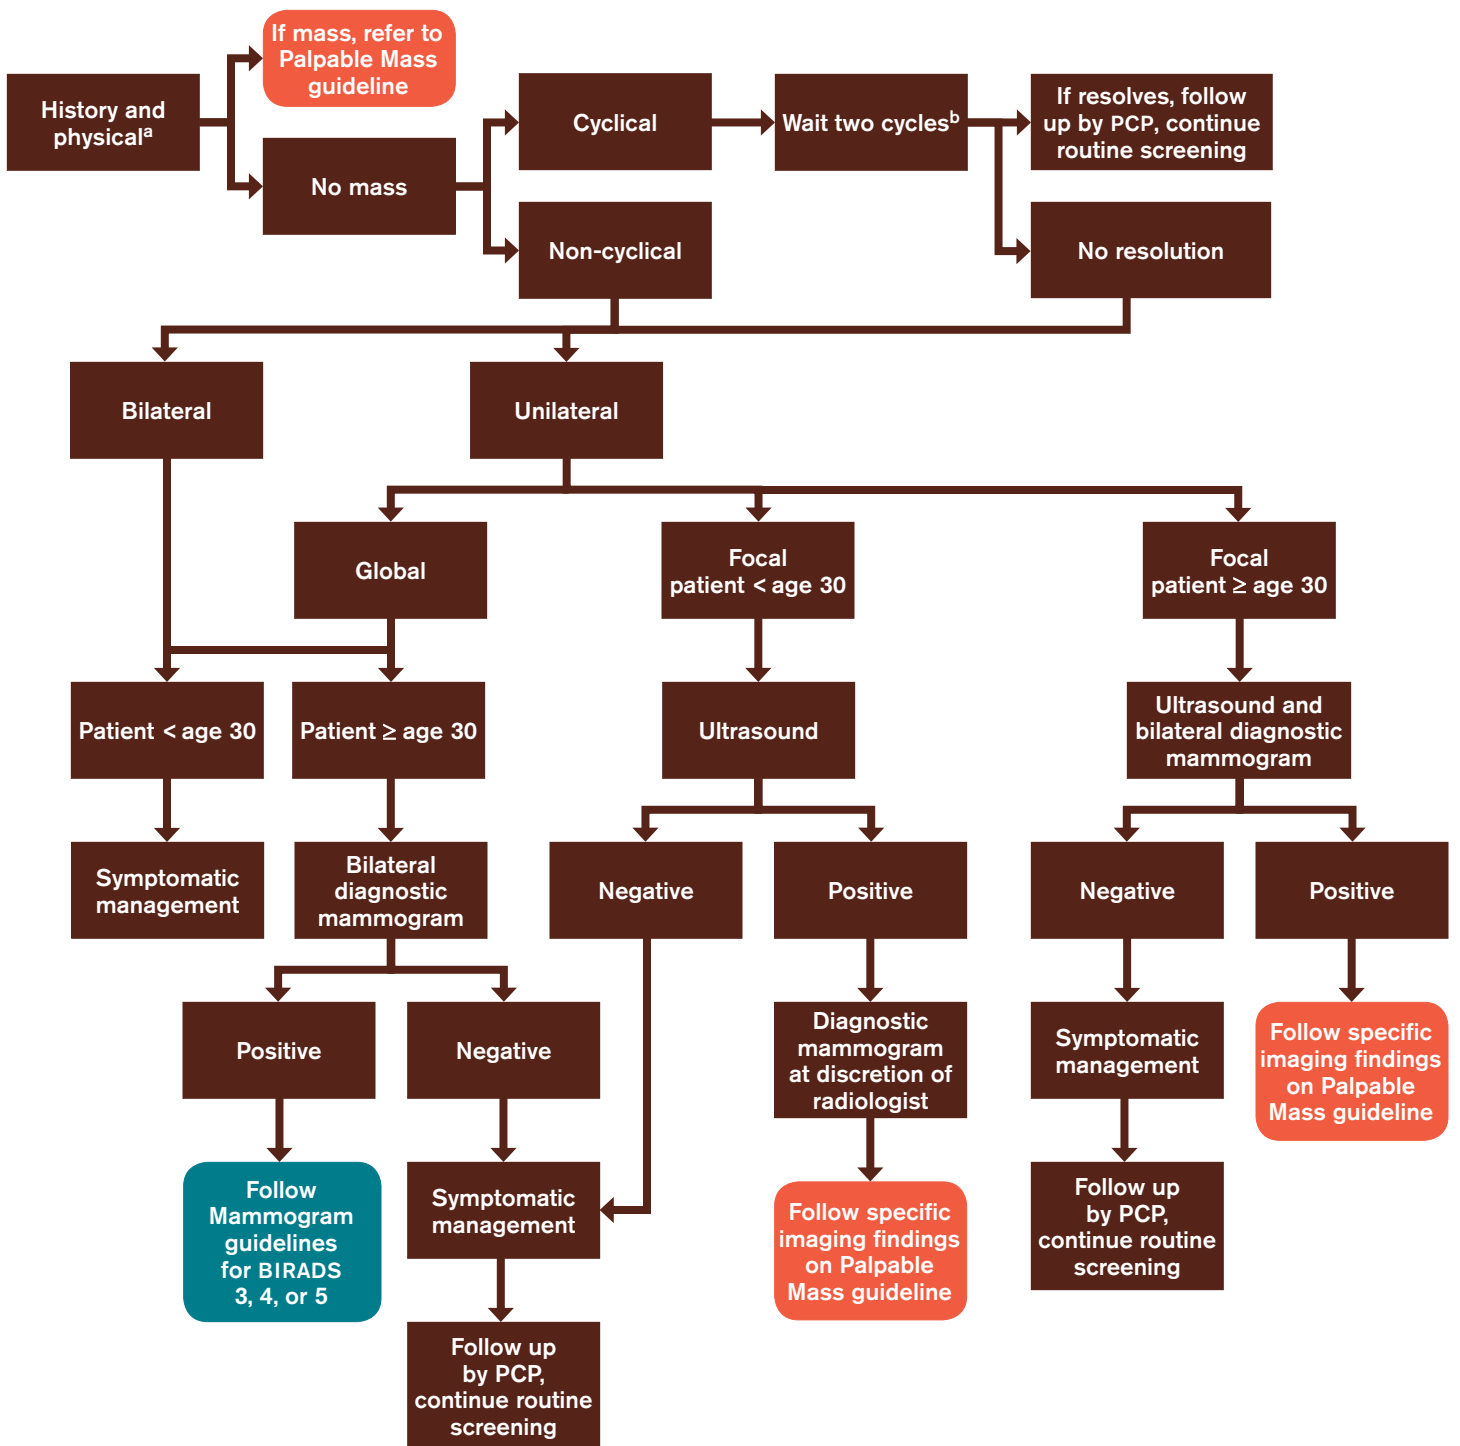 If mass, refer to
Palpable Mass
guideline
History and
physicalᵃ
No mass
Cyclical
Wait two cyclesᵇ
If resolves, follow
up by PCP, continue
routine screening
Non-cyclical
No resolution
Bilateral
Unilateral
Global
Focal
patient < age 30
Focal
patient ≥ age 30
Patient < age 30
Patient ≥ age 30
Ultrasound
Ultrasound and
bilateral diagnostic
mammogram
Symptomatic
management
Bilateral
diagnostic
mammogram
Negative
Positive
Negative
Positive
Positive
Negative
Diagnostic
mammogram
at discretion of
radiologist
Symptomatic
management
Follow specific
imaging findings
on Palpable
Mass guideline
Follow
Mammogram
guidelines
for BIRADS
3, 4, or 5
Symptomatic
management
Follow specific
imaging findings
on Palpable
Mass guideline
Follow up
by PCP,
continue routine
screening
Follow up
by PCP,
continue routine
screening